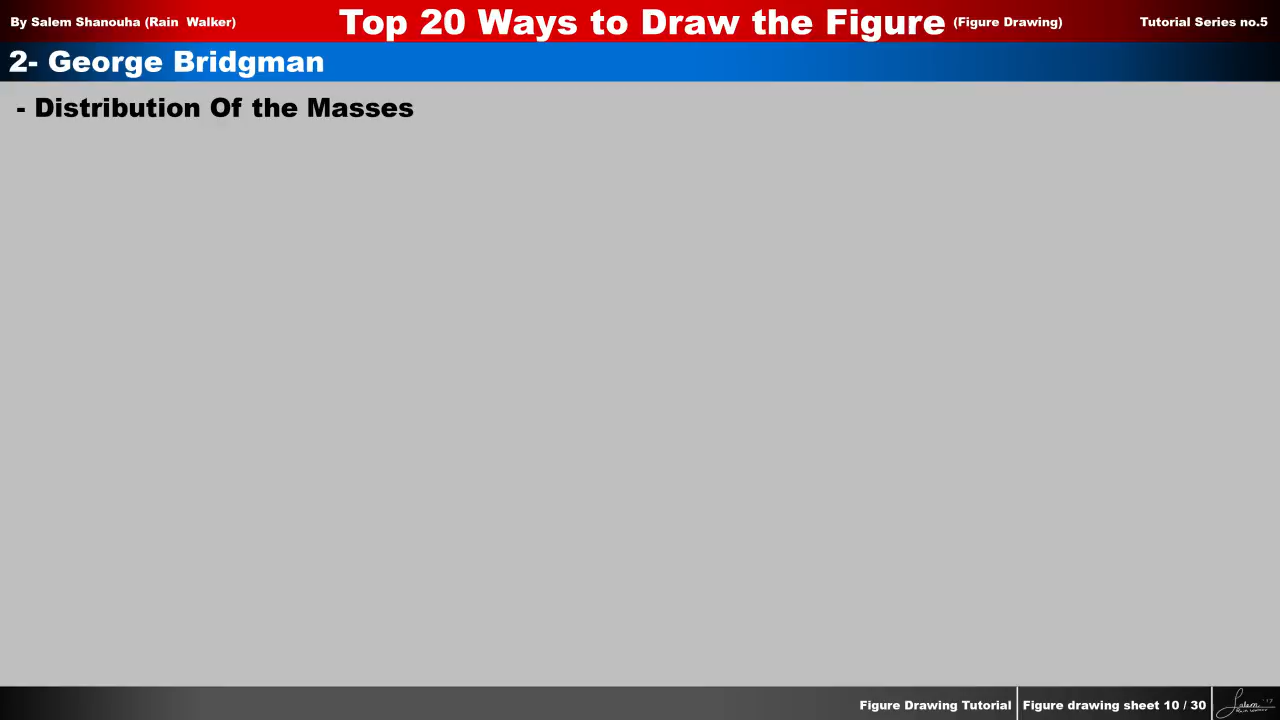 By Salem Shanouha (Rain Walker)
Top 20 Ways to Draw the Figure (Figure Drawing)
Tutorial Series no.5
2- George Bridgman
- Distribution Of the Masses
Figure Drawing Tutorial
Figure drawing sheet 10 / 30
Salem